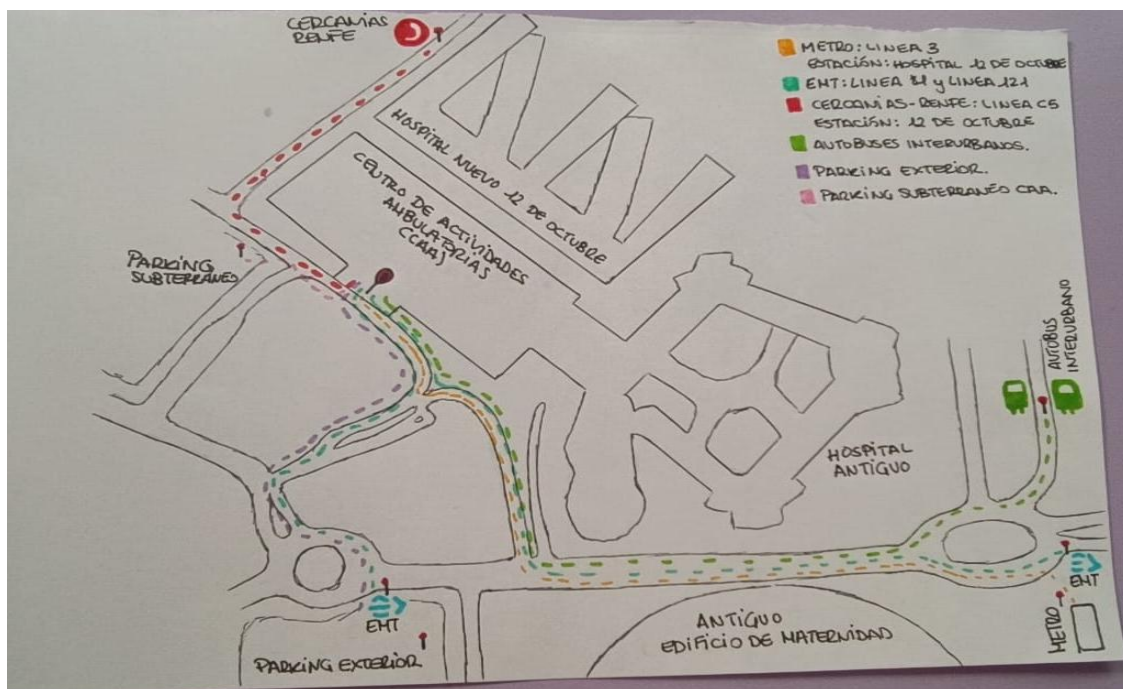 CERCANÍAS
RENFE
METRO: LINEA 3
ESTACIÓN: HOSPITAL 12 DE OCTUBRE
EMT: LINEA 81 y LINEA 121
CERCANIAS-RENFE: LINEA C5
ESTACIÓN: 12 DE OCTUBRE
AUTOBUSES INTERURBANOS.
PARKING EXTERIOR.
PARKING SUBTERRANÉO CAA.
HOSPITAL NUEVO 12 DE OCTUBRE
CENTRO DE ACTIVIDADES
AMBULATORIAS
(CAA)
PARKING
SUBTERRANEO
AUTOBUS
INTERURBANO
HOSPITAL
ANTIGUO
EMT
EMT
METRO
ANTIGUO
EDIFICIO DE MATERNIDAD
PARKING EXTERIOR